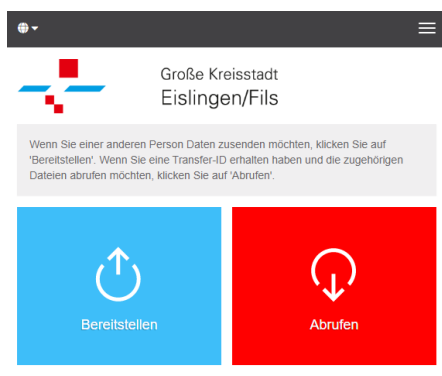 Große Kreisstadt
Eislingen/Fils
Wenn Sie einer anderen Person Daten zusenden möchten, klicken Sie auf
'Bereitstellen'. Wenn Sie eine Transfer-ID erhalten haben und die zugehörigen
Dateien abrufen möchten, klicken Sie auf 'Abrufen'.
Bereitstellen
Abrufen